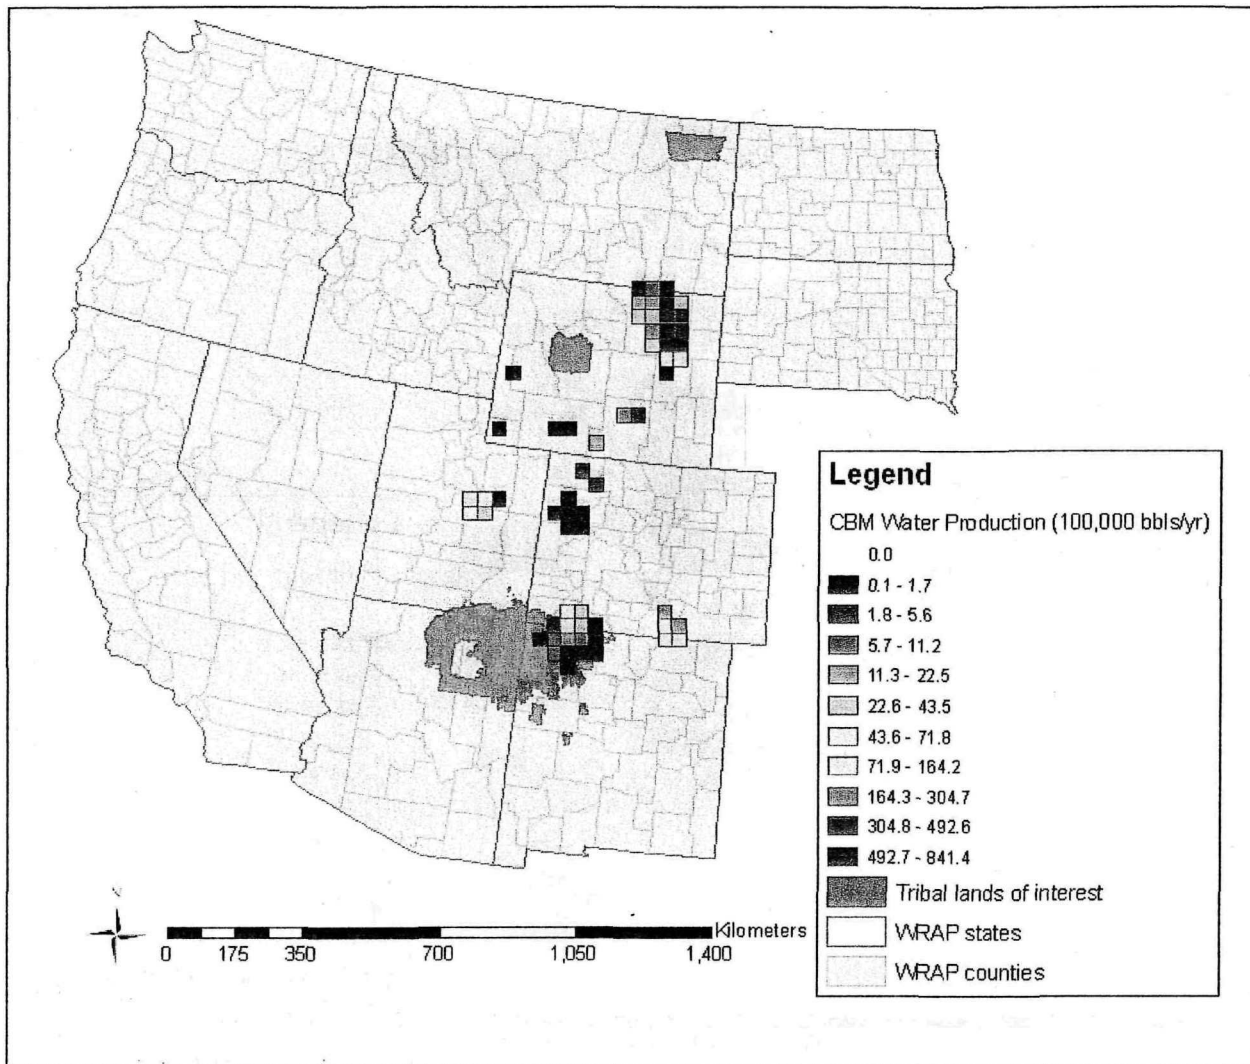 Legend
CBM Water Production (100,000 bbls/yr)
0.0
0.1 - 1.7
1.8 - 5.6
5.7 - 11.2
11.3 - 22.5
22.6 - 43.5
43.6 - 71.8
71.9 - 164.2
164.3 - 304.7
304.8 - 492.6
492.7 - 841.4
Tribal lands of interest
WRAP states
WRAP counties
Kilometers
0 175 350 700 1,050 1,400